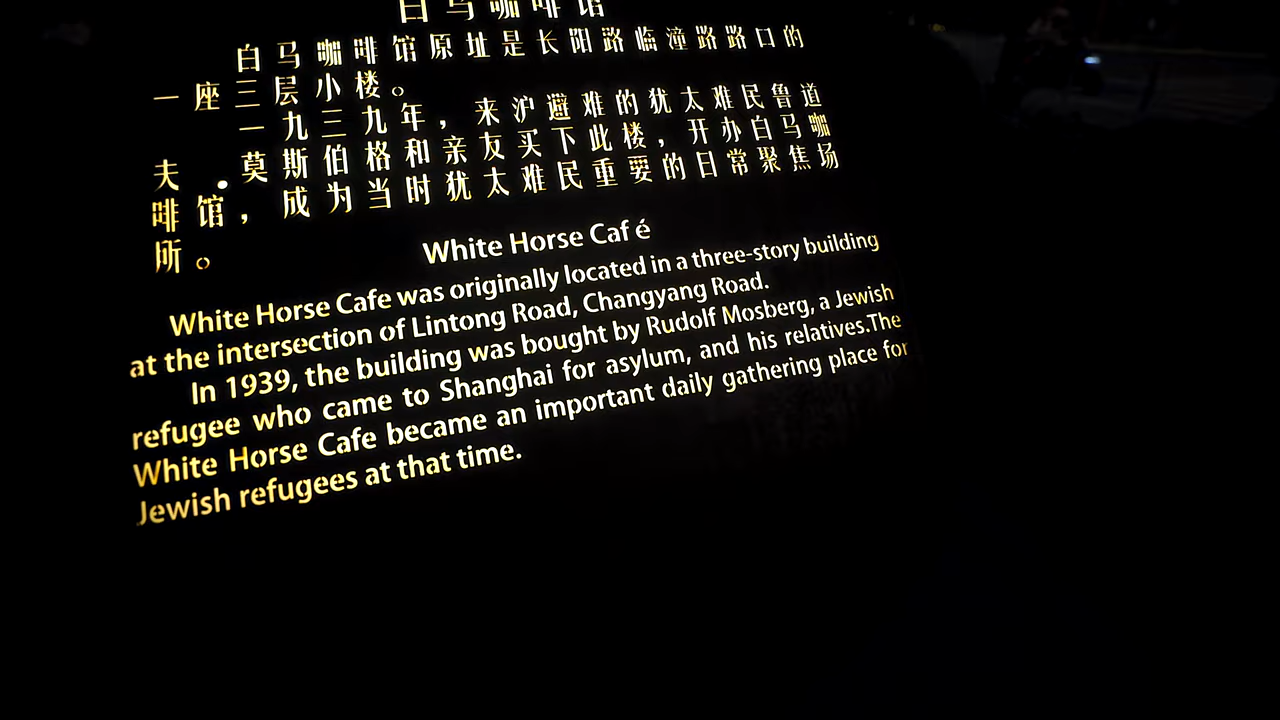 白马咖啡馆
白马咖啡馆原址是长阳路临潼路路口的
一座三层小楼。
一九三九年，来沪避难的犹太难民鲁道
夫．莫斯伯格和亲友买下此楼，开办白马咖
啡馆，成为当时犹太难民重要的日常聚焦场
所。
White Horse Café
White Horse Cafe was originally located in a three-story building
at the intersection of Lintong Road, Changyang Road.
In 1939, the building was bought by Rudolf Mosberg, a Jewish
refugee who came to Shanghai for asylum, and his relatives.The
White Horse Cafe became an important daily gathering place for
Jewish refugees at that time.